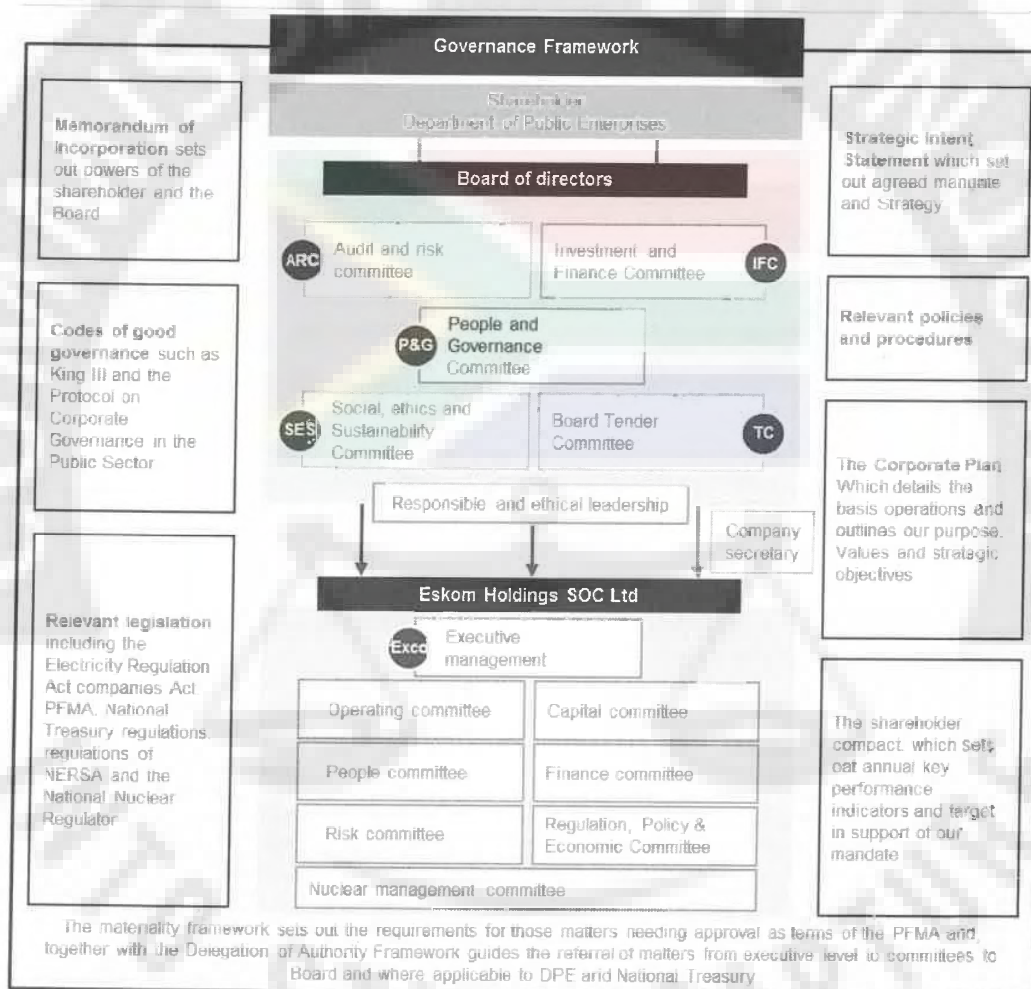 Governance Framework
Shareholder
Department of Public Enterprises
Memorandum of
Incorporation sets
out powers of the
shareholder and the
Board
Codes of good
governance such as
King III and the
Protocol on
Corporate
Governance in the
Public Sector
Relevant legislation
including the
Electricity Regulation
Act companies Act
PFMA, National
Treasury regulations
regulations of
NERSA and the
National Nuclear
Regulator
Board of directors
ARC
Audit and risk
committee
Investment and
Finance Committee
IFC
P&G
People and
Governance
Committee
SES
Social, ethics and
Sustainability
Committee
Board Tender
Committee
TC
Responsible and ethical leadership
Company
secretary
Eskom Holdings SOC Ltd
Exco
Executive
management
Operating committee
Capital committee
People committee
Finance committee
Risk committee
Regulation, Policy &
Economic Committee
Nuclear management committee
Strategic Intent
Statement which set
out agreed manuate
and Strategy
Relevant policies
and procedures
The Corporate Plan
Which details the
basis operations and
outlines our purpose.
Values and strategic
objectives
The shareholder
compact, which sets
oat annual key
performance
indicators and target
in support of our
mandate
The materiality framework sets out the requirements for those matters needing approval as terms of the PFMA and,
together with the Delegation of Authority Framework guides the referral of matters from executive level to committees to
Board and where applicable to DPE and National Treasury